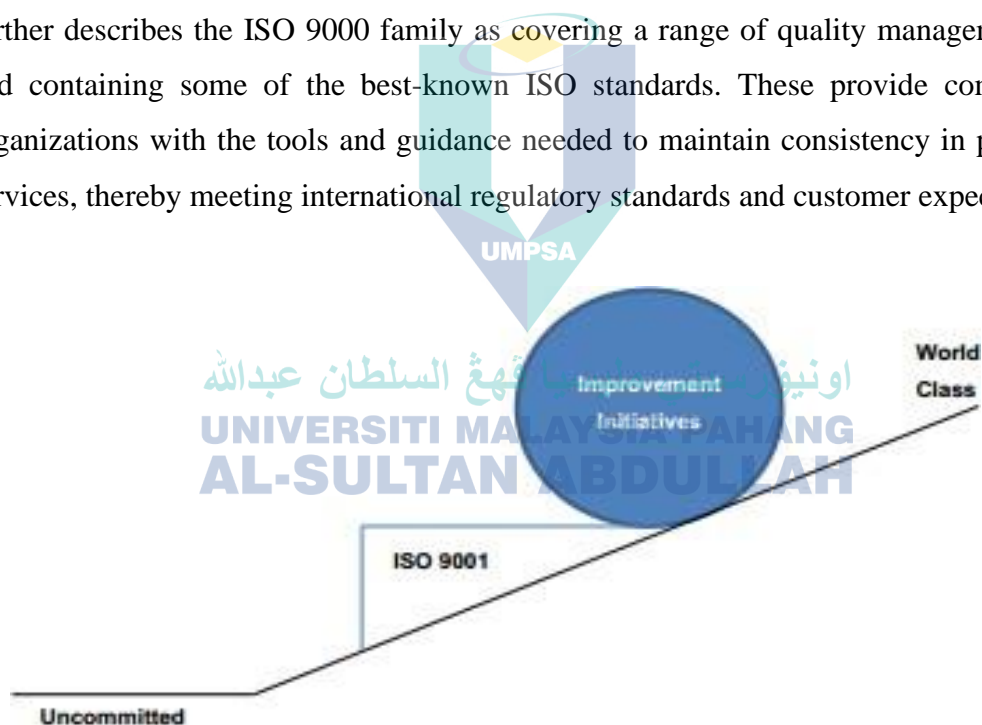 rther describes the ISO 9000 family as covering a range of quality manager
d containing some of the best-known ISO standards. These provide con
ganizations with the tools and guidance needed to maintain consistency in p
rvices, thereby meeting international regulatory standards and customer expec
UMPSA
Improvement
Initiatives
World
Class
السلطان عبدالله
UNIVERSITI MALAYSIA PAHANG
AL-SULTAN ABDULLAH
ISO 9001
Uncommitted